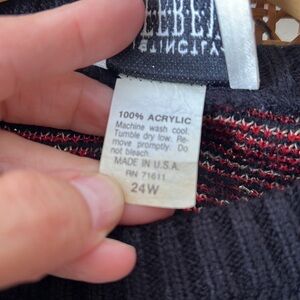 100% ACRYLIC
Machine wash cool.
Tumble dry low. Re-
move promptly. Do
not bleach.
MADE IN U.S.A.
RN 71611
24W